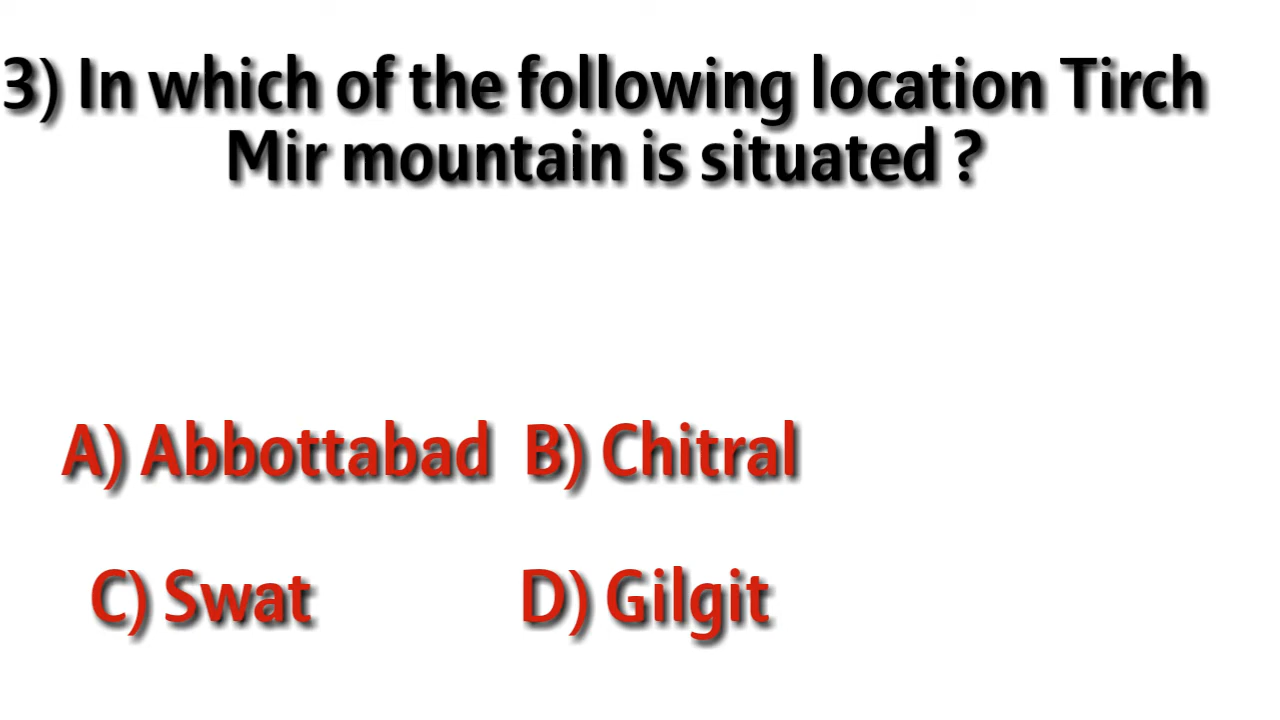 3) In which of the following location Tirch
Mir mountain is situated ?
A) Abbottabad B) Chitral
C) Swat D) Gilgit